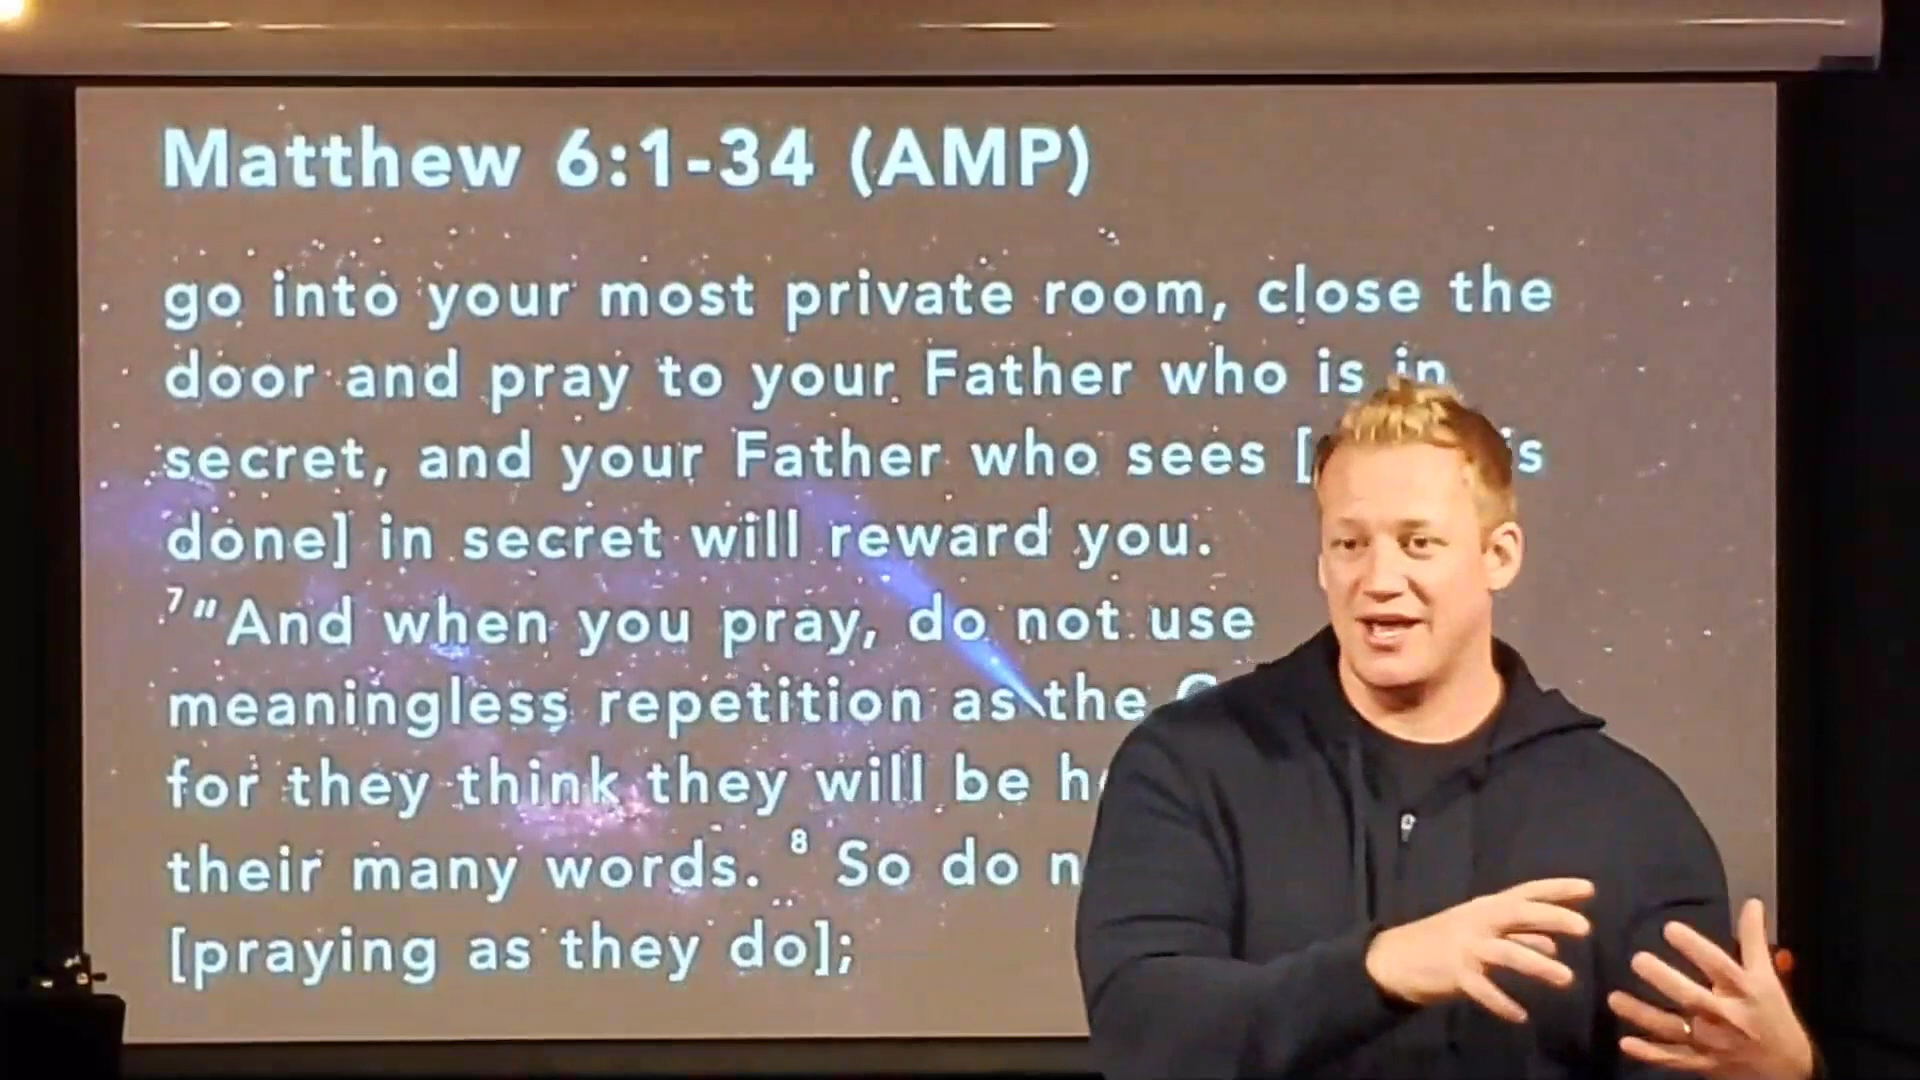 Matthew 6:1-34 (AMP)
go into your most private room, close the
door and pray to your Father who is in
secret, and your Father who sees [
done] in secret will reward you.
7 "And when you pray, do not use
meaningless repetition as the
for they think they will be
their many words. 8 So do
[praying as they do];